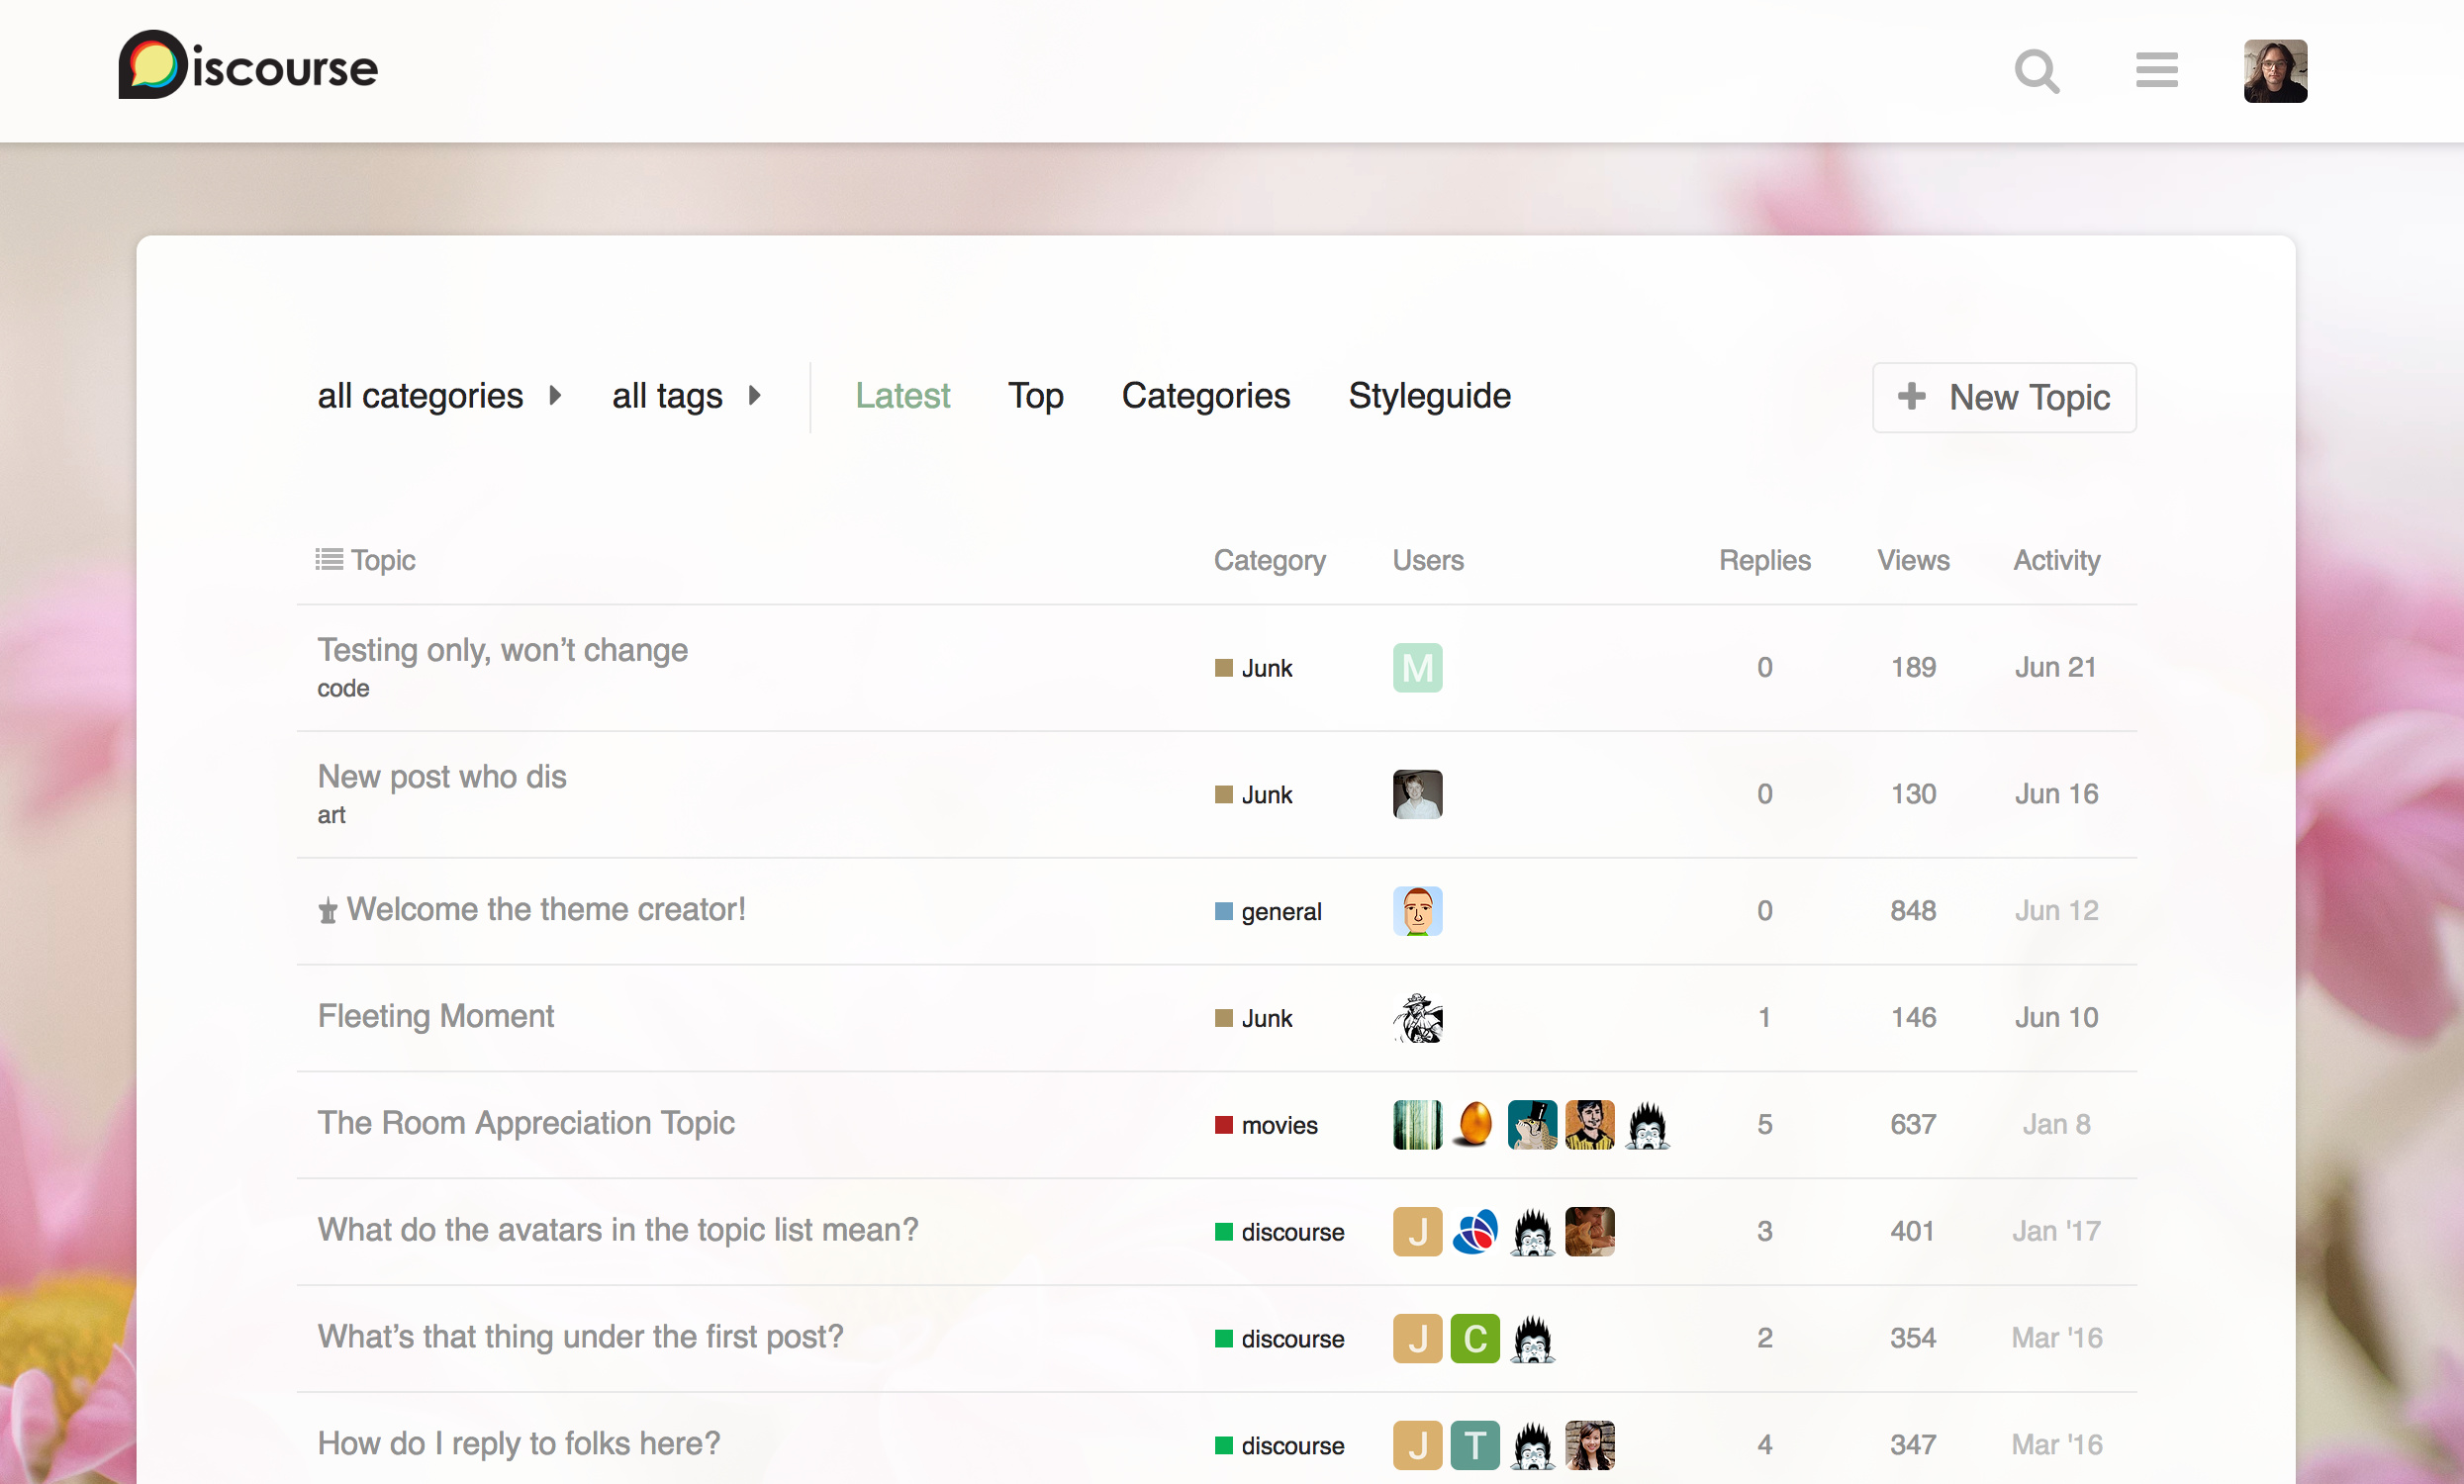 Discourse
all categories all tags Latest Top Categories Styleguide New Topic
Topic Category Users Replies Views Activity
Testing only, won’t change
code
Junk M 0 189 Jun 21
New post who dis
art
Junk 0 130 Jun 16
Welcome the theme creator! general 0 848 Jun 12
Fleeting Moment Junk 1 146 Jun 10
The Room Appreciation Topic movies 5 637 Jan 8
What do the avatars in the topic list mean? discourse J 3 401 Jan '17
What’s that thing under the first post? discourse J C 2 354 Mar '16
How do I reply to folks here? discourse J T 4 347 Mar '16